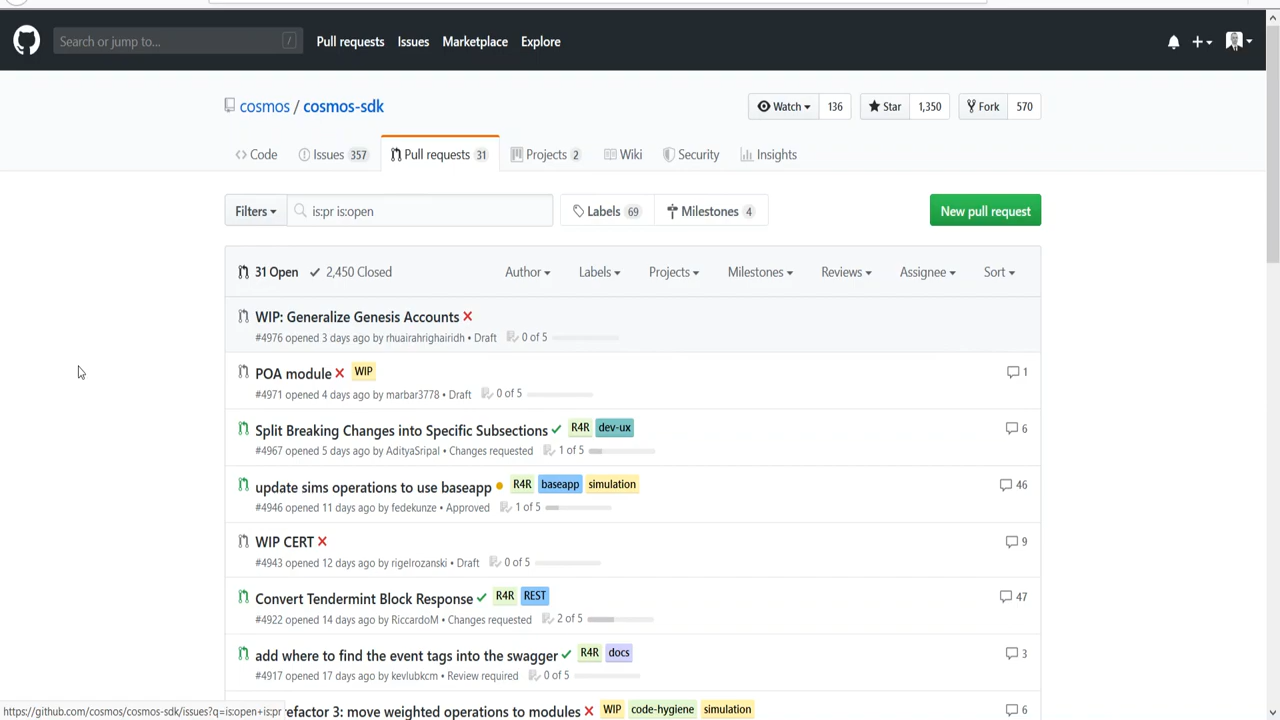 Search or jump to...
/
Pull requests
Issues
Marketplace
Explore
cosmos / cosmos-sdk
Watch 136
Star 1,350
Fork 570
Code
Issues 357
Pull requests 31
Projects 2
Wiki
Security
Insights
Filters
is:pr is:open
Labels 69
Milestones 4
New pull request
31 Open
2,450 Closed
Author
Labels
Projects
Milestones
Reviews
Assignee
Sort
WIP: Generalize Genesis Accounts
#4976 opened 3 days ago by rhuairahrighairidh • Draft 0 of 5
POA module WIP
1
#4971 opened 4 days ago by marbar3778 • Draft 0 of 5
Split Breaking Changes into Specific Subsections R4R dev-ux
6
#4967 opened 5 days ago by AdityaSripal • Changes requested 1 of 5
update sims operations to use baseapp R4R baseapp simulation
46
#4946 opened 11 days ago by fedekunze • Approved 1 of 5
WIP CERT
9
#4943 opened 12 days ago by rigelrozanski • Draft 0 of 5
Convert Tendermint Block Response R4R REST
47
#4922 opened 14 days ago by RiccardoM • Changes requested 2 of 5
add where to find the event tags into the swagger R4R docs
3
#4917 opened 17 days ago by kevlubkcm • Review required 0 of 5
refactor 3: move weighted operations to modules WIP code-hygiene simulation
6
https://github.com/cosmos/cosmos-sdk/issues?q=is:open+is:pr